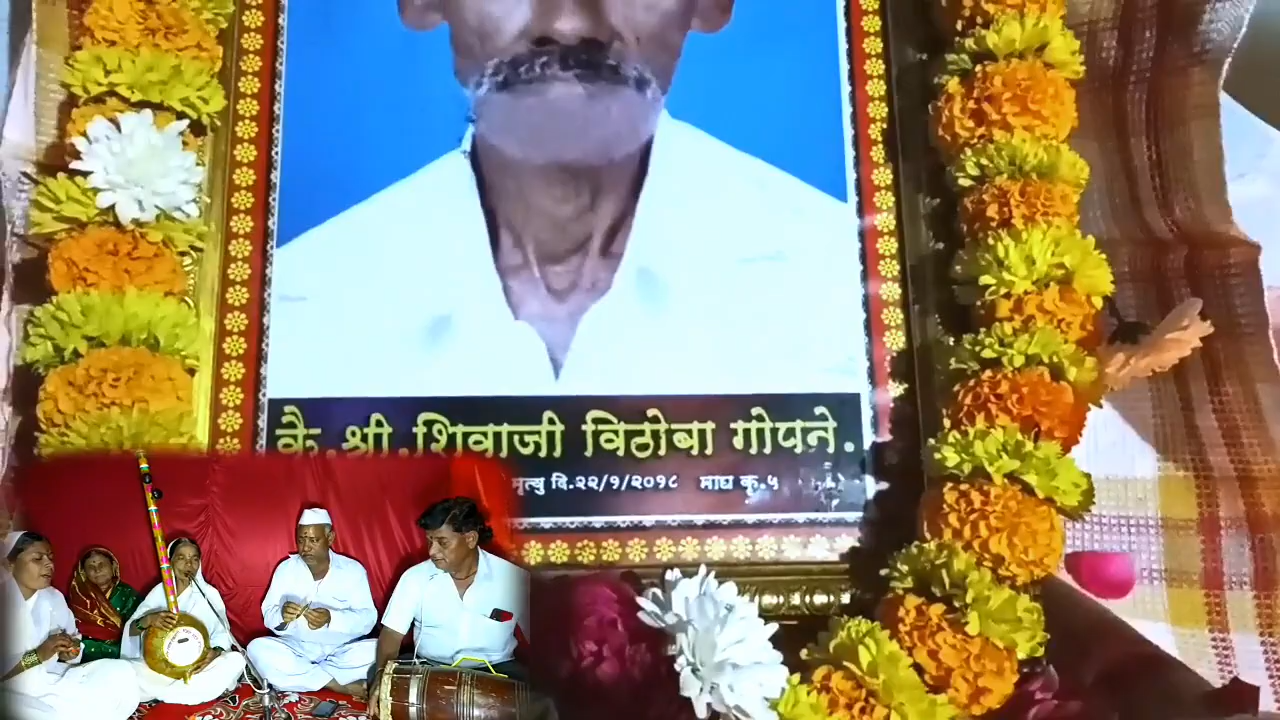 कै.श्री.शिवाजी विठोबा गोपने.
मृत्यु दि.२२/१/२०१८ माघ कृ.५